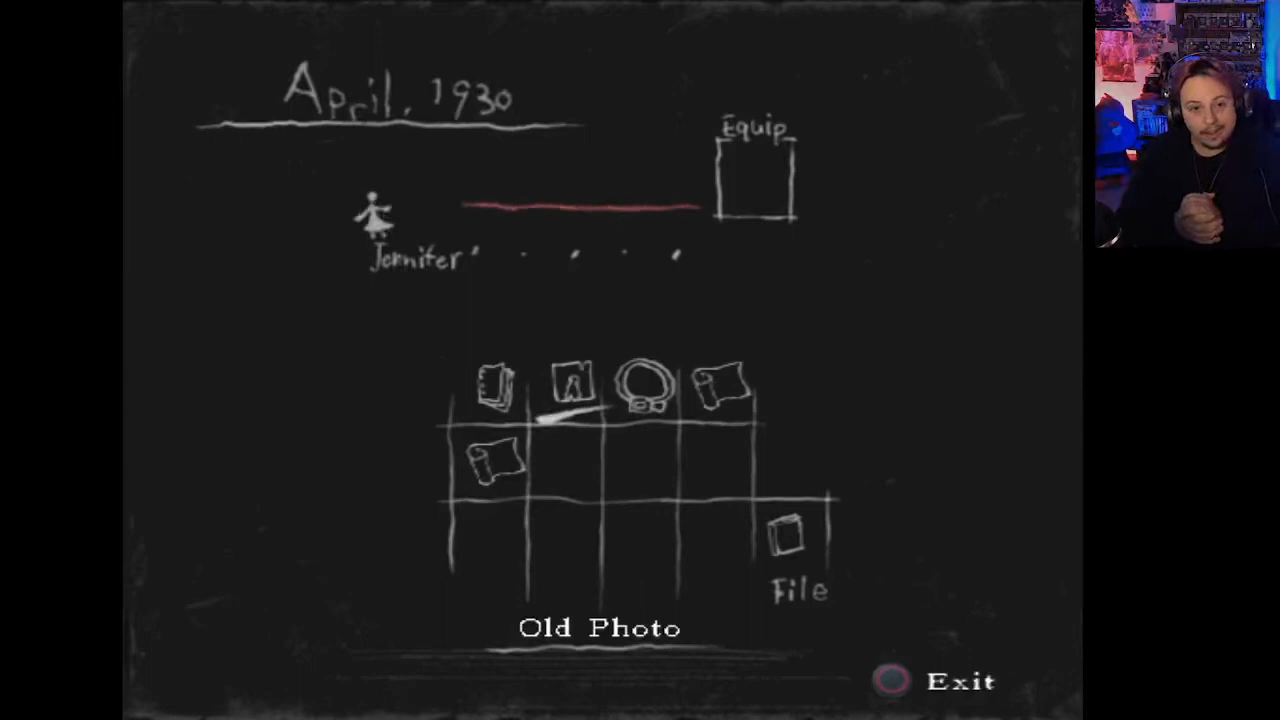 April, 1930
Equip
Jennifer
File
Old Photo
Exit